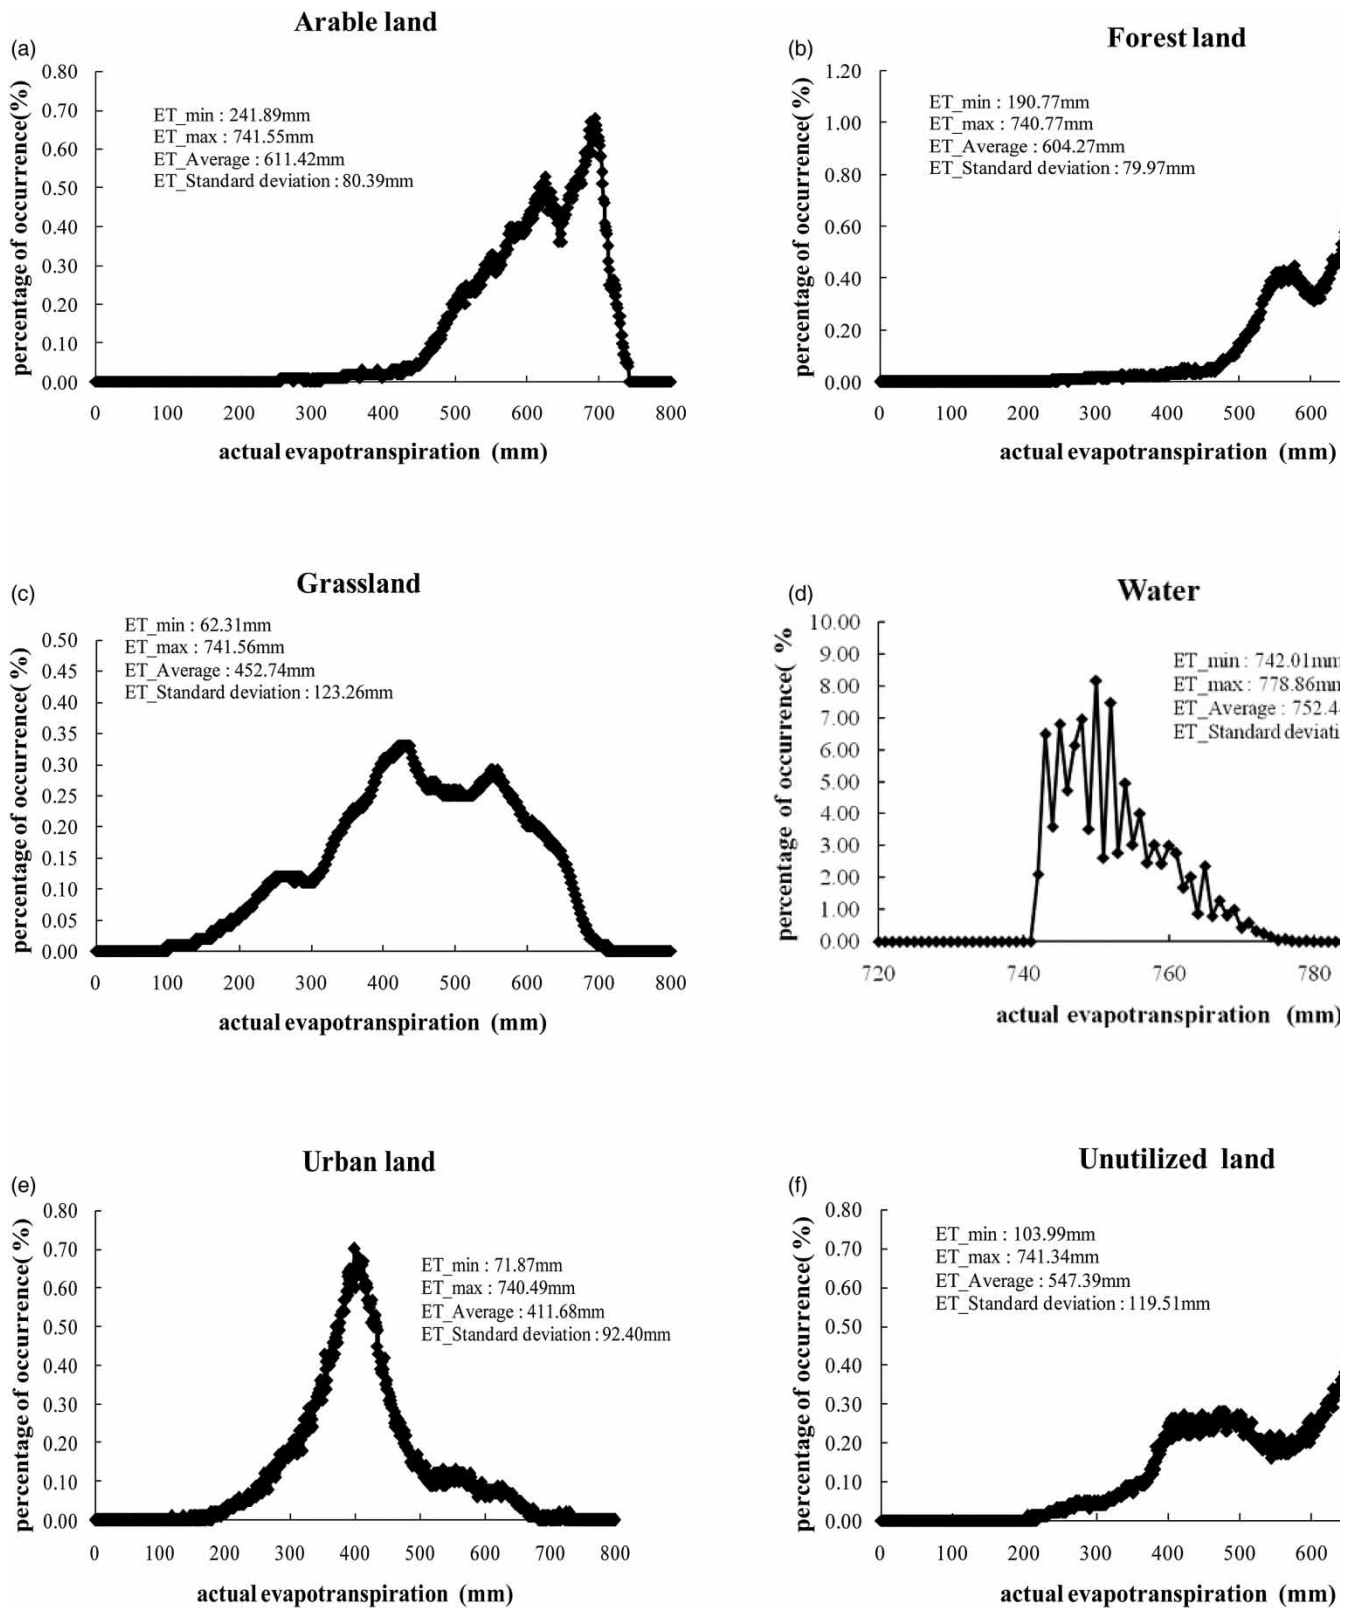 Arable land
(a)
percentage of occurrence(%)
0.80
0.70
0.60
0.50
0.40
0.30
0.20
0.10
0.00
ET_min : 241.89mm
ET_max : 741.55mm
ET_Average : 611.42mm
ET_Standard deviation : 80.39mm
0 100 200 300 400 500 600 700 800
actual evapotranspiration (mm)
Forest land
(b)
percentage of occurrence(%)
1.20
1.00
0.80
0.60
0.40
0.20
0.00
ET_min : 190.77mm
ET_max : 740.77mm
ET_Average : 604.27mm
ET_Standard deviation : 79.97mm
0 100 200 300 400 500 600
actual evapotranspiration (mm)
Grassland
(c)
percentage of occurrence( %)
0.50
0.45
0.40
0.35
0.30
0.25
0.20
0.15
0.10
0.05
0.00
ET_min : 62.31mm
ET_max : 741.56mm
ET_Average : 452.74mm
ET_Standard deviation : 123.26mm
0 100 200 300 400 500 600 700 800
actual evapotranspiration (mm)
Water
(d)
percentage of occurrence( %
10.00
9.00
8.00
7.00
6.00
5.00
4.00
3.00
2.00
1.00
0.00
ET_min : 742.01mm
ET_max : 778.86mm
ET_Average : 752.4
ET_Standard deviati
720 740 760 780
actual evapotranspiration (mm)
Urban land
(e)
percentage of occurrence( %)
0.80
0.70
0.60
0.50
0.40
0.30
0.20
0.10
0.00
ET_min : 71.87mm
ET_max : 740.49mm
ET_Average : 411.68mm
ET_Standard deviation : 92.40mm
0 100 200 300 400 500 600 700 800
actual evapotranspiration (mm)
Unutilized land
(f)
percentage of occurrence( %)
0.80
0.70
0.60
0.50
0.40
0.30
0.20
0.10
0.00
ET_min : 103.99mm
ET_max : 741.34mm
ET_Average : 547.39mm
ET_Standard deviation : 119.51mm
0 100 200 300 400 500 600
actual evapotranspiration (mm)